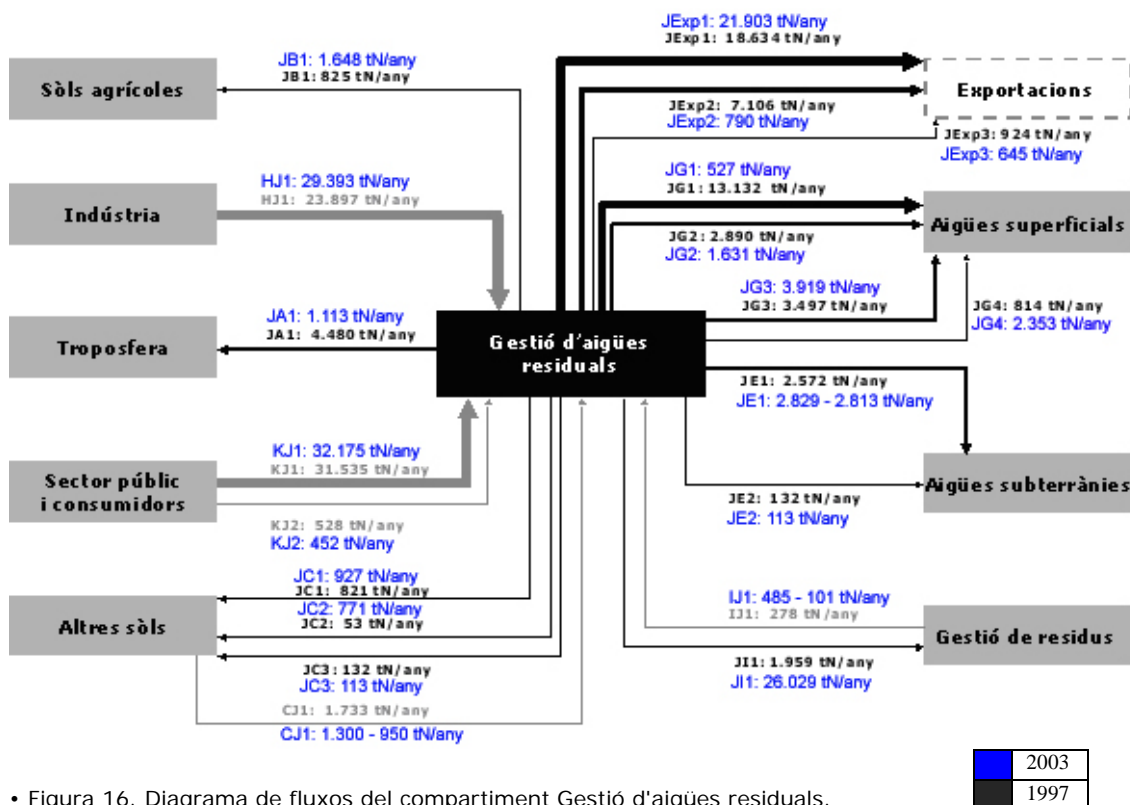 JExp1: 21.903 tN/any
JExp1: 18.634 tN/any
JB1: 1.648 tN/any
JB1: 825 tN/any
Sòls agrícoles
Exportacions
JExp2: 7.106 tN/any
JExp2: 790 tN/any
JExp3: 924 tN/any
JExp3: 645 tN/any
HJ1: 29.393 tN/any
HJ1: 23.897 tN/any
Indústria
JG1: 527 tN/any
JG1: 13.132 tN/any
Aigües superficials
JG2: 2.890 tN/any
JG2: 1.631 tN/any
JG3: 3.919 tN/any
JG3: 3.497 tN/any
JG4: 814 tN/any
JG4: 2.353 tN/any
JA1: 1.113 tN/any
JA1: 4.480 tN/any
Troposfera
Gestió d'aigües
residuals
JE1: 2.572 tN/any
JE1: 2.829 - 2.813 tN/any
KJ1: 32.175 tN/any
KJ1: 31.535 tN/any
Sector públic
i consumidors
Aigües subterrànies
JE2: 132 tN/any
JE2: 113 tN/any
KJ2: 528 tN/any
KJ2: 452 tN/any
JC1: 927 tN/any
JC1: 821 tN/any
JC2: 771 tN/any
JC2: 53 tN/any
Altres sòls
IJ1: 485 - 101 tN/any
IJ1: 278 tN/any
Gestió de residus
JC3: 132 tN/any
JC3: 113 tN/any
JI1: 1.959 tN/any
JI1: 26.029 tN/any
CJ1: 1.733 tN/any
CJ1: 1.300 - 950 tN/any
2003
1997
• Figura 16. Diagrama de fluxos del compartiment Gestió d'aigües residuals.